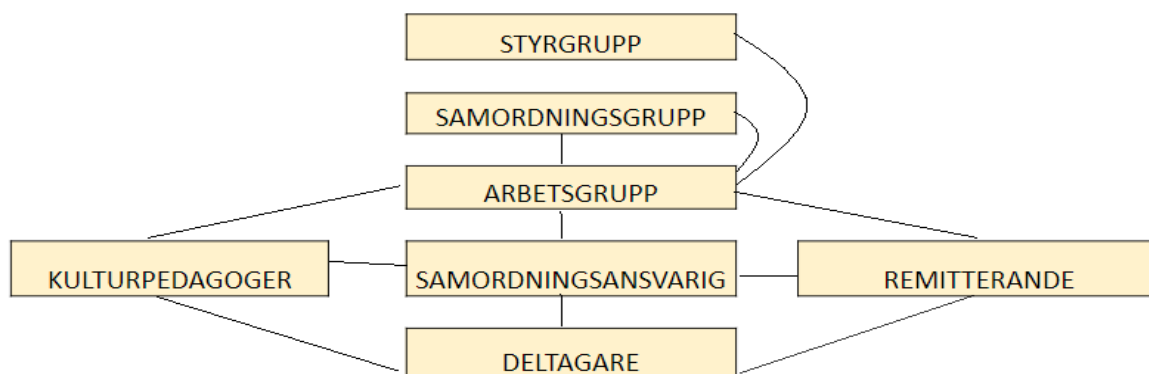 STYRGRUPP
SAMORDNINGSGRUPP
ARBETSGRUPP
KULTURPEDAGOGER
SAMORDNINGSANSVARIG
REMITTERANDE
DELTAGARE